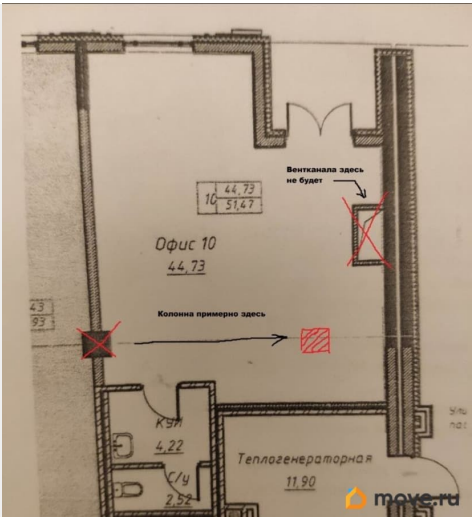 Вентканала здесь
не будет
10 44,73
51,47
Офис 10
44,73
Колонна примерно здесь
43
93
КУИ
4,22
С/у
2,52
Теплогенераторная
11,90
move.ru